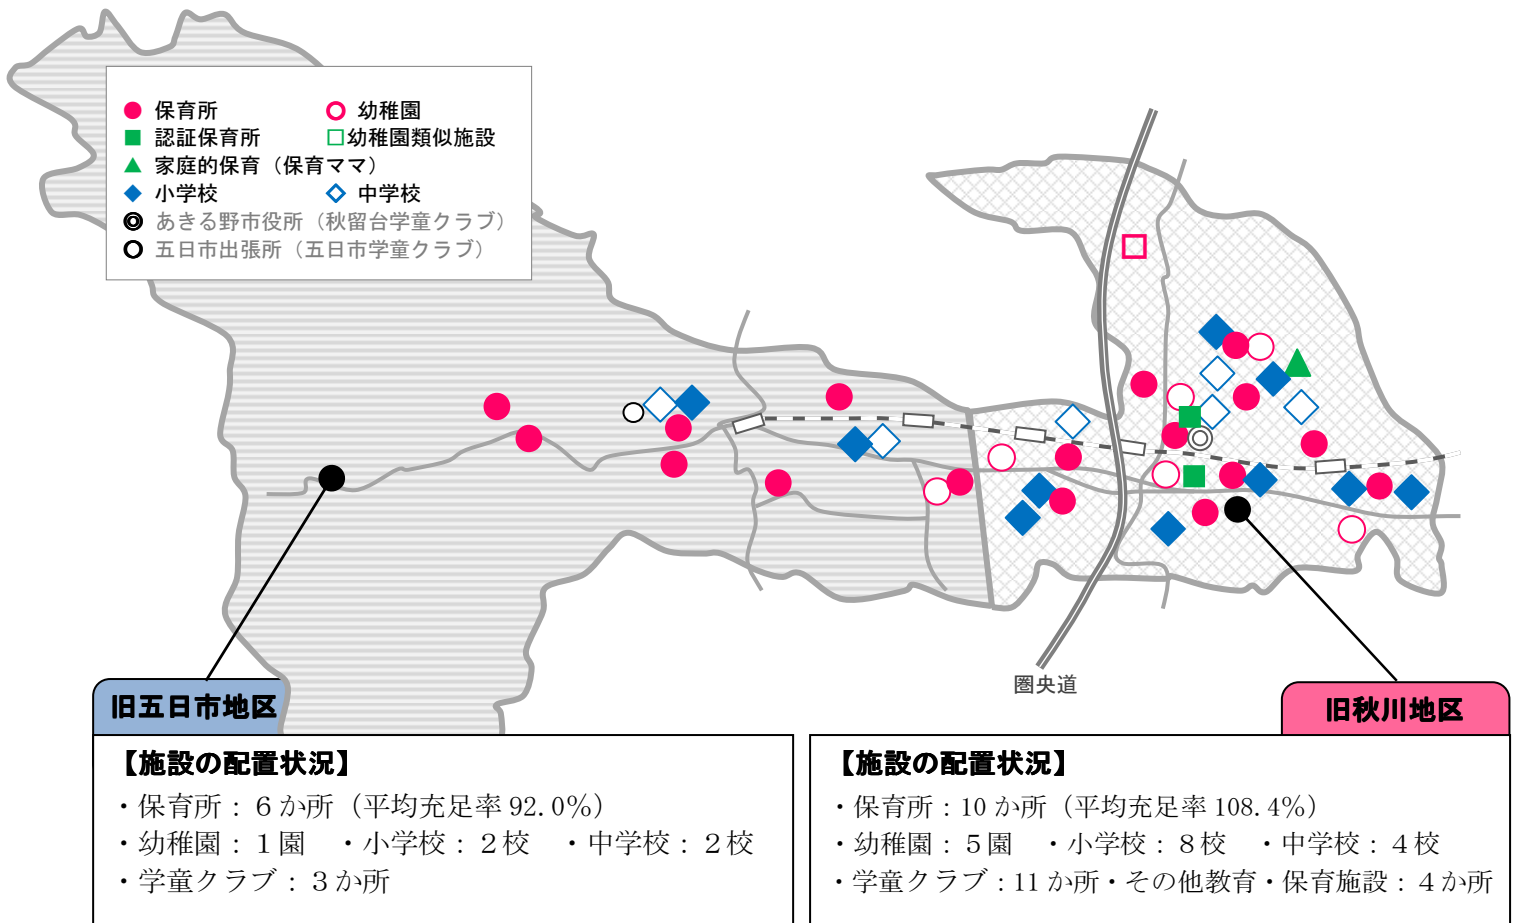 保育所 幼稚園
認証保育所 幼稚園類似施設
家庭的保育（保育ママ）
小学校 中学校
あきる野市役所（秋留台学童クラブ）
五日市出張所（五日市学童クラブ）
圏央道
旧五日市地区
【施設の配置状況】
・保育所：６か所（平均充足率 92.0％）
・幼稚園：１園　・小学校：２校　・中学校：２校
・学童クラブ：３か所
旧秋川地区
【施設の配置状況】
・保育所：10 か所（平均充足率 108.4％）
・幼稚園：５園　・小学校：８校　・中学校：４校
・学童クラブ：11 か所・その他教育・保育施設：４か所